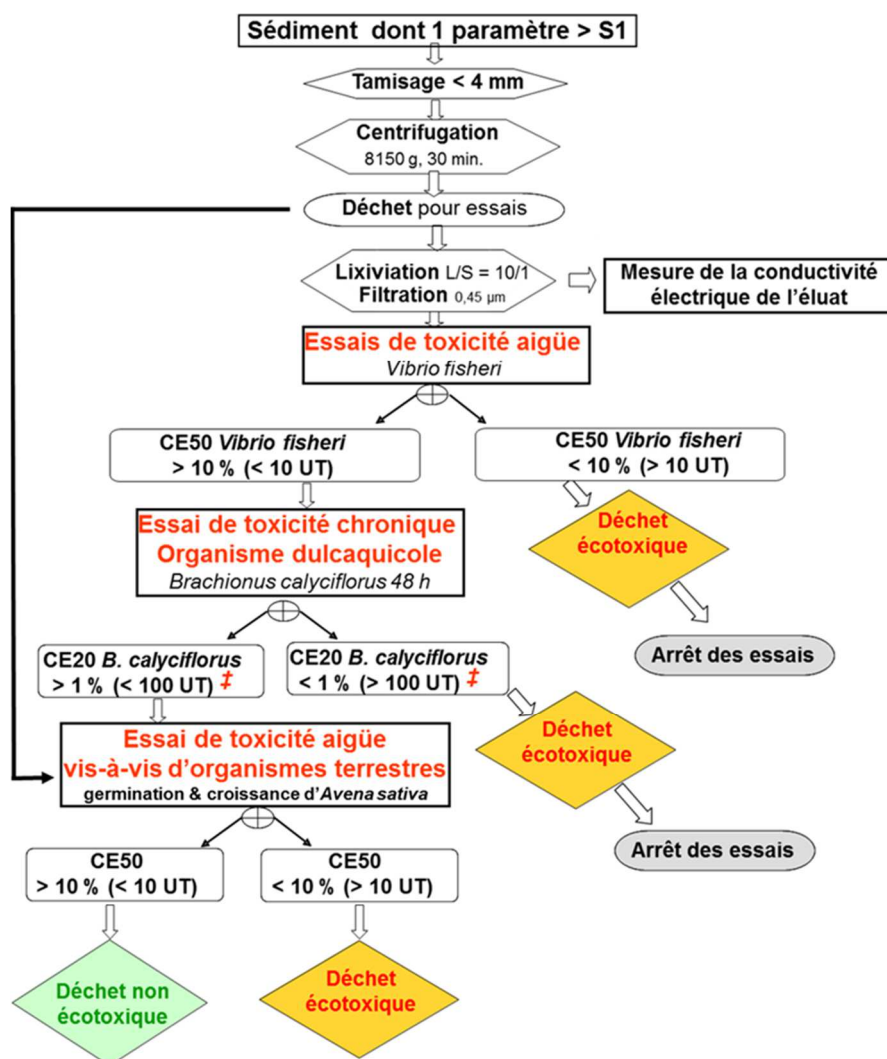 Sédiment dont 1 paramètre > S1
Tamisage < 4 mm
Centrifugation
8150 g, 30 min.
Déchet pour essais
Lixiviation L/S = 10/1
Filtration 0,45 µm
Mesure de la conductivité
électrique de l'éluat
Essais de toxicité aigüe
Vibrio fisheri
CE50 Vibrio fisheri
> 10 % (< 10 UT)
CE50 Vibrio fisheri
< 10 % (> 10 UT)
Essai de toxicité chronique
Organisme dulcaquicole
Brachionus calyciflorus 48 h
Déchet
écotoxique
Arrêt des essais
CE20 B. calyciflorus
> 1 % (< 100 UT) ‡
CE20 B. calyciflorus
< 1 % (> 100 UT) ‡
Déchet
écotoxique
Arrêt des essais
Essai de toxicité aigüe
vis-à-vis d'organismes terrestres
germination & croissance d'Avena sativa
CE50
> 10 % (< 10 UT)
CE50
< 10 % (> 10 UT)
Déchet non
écotoxique
Déchet
écotoxique